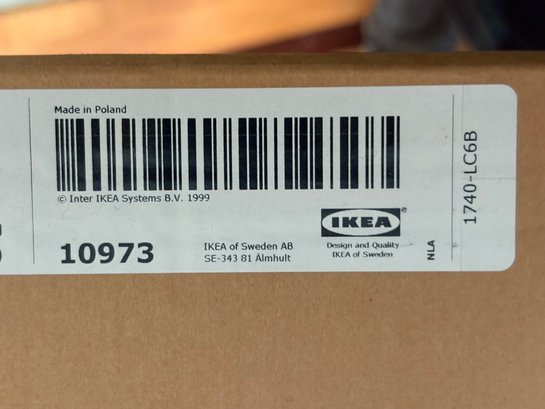 Made in Poland
© Inter IKEA Systems B.V. 1999
10973
IKEA of Sweden AB
SE-343 81 Älmhult
IKEA®
Design and Quality
IKEA of Sweden
NLA
1740-LC6B